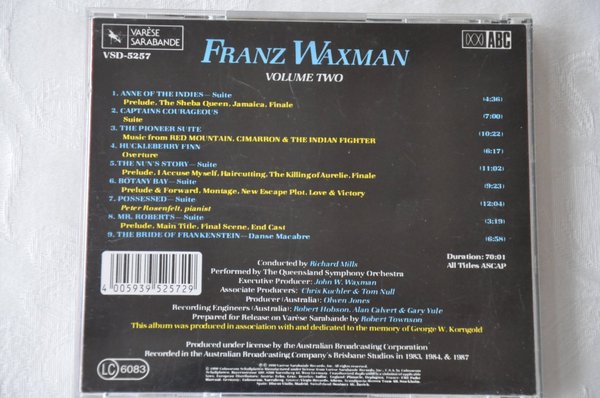 VARÈSE
SARABANDE
VSD-5257
FRANZ WAXMAN
VOLUME TWO
ABC
1. ANNE OF THE INDIES—Suite (4:36)
Prelude, The Sheba Queen, Jamaica, Finale
2. CAPTAINS COURAGEOUS (7:00)
Suite
3. THE PIONEER SUITE (10:22)
Music from RED MOUNTAIN, CIMARRON & THE INDIAN FIGHTER
4. HUCKLEBERRY FINN (6:17)
Overture
5. THE NUN'S STORY—Suite (11:02)
Prelude, I Accuse Myself, Haircutting, The Killing of Aurelie, Finale
6. BOTANY BAY—Suite (9:23)
Prelude & Forward, Montage, New Escape Plot, Love & Victory
7. POSSESSED—Suite (12:04)
Peter Rosenfelt, pianist
8. MR. ROBERTS—Suite (3:19)
Prelude, Main Title, Final Scene, End Cast
9. THE BRIDE OF FRANKENSTEIN—Danse Macabre (6:58)
Duration: 70:01
All Titles ASCAP
Conducted by Richard Mills
Performed by The Queensland Symphony Orchestra
Executive Producer: John W. Waxman
Associate Producers: Chris Kuchler & Tom Null
Producer (Australia): Olwen Jones
Recording Engineers (Australia): Robert Hobson, Alan Calvert & Gary Yule
Prepared for Release on Varèse Sarabande by Robert Townson
This album was produced in association with and dedicated to the memory of George W. Korngold
4 005939 525729
Produced under license by the Australian Broadcasting Corporation
Recorded in the Australian Broadcasting Company's Brisbane Studios in 1983, 1984, & 1987
LC 6083